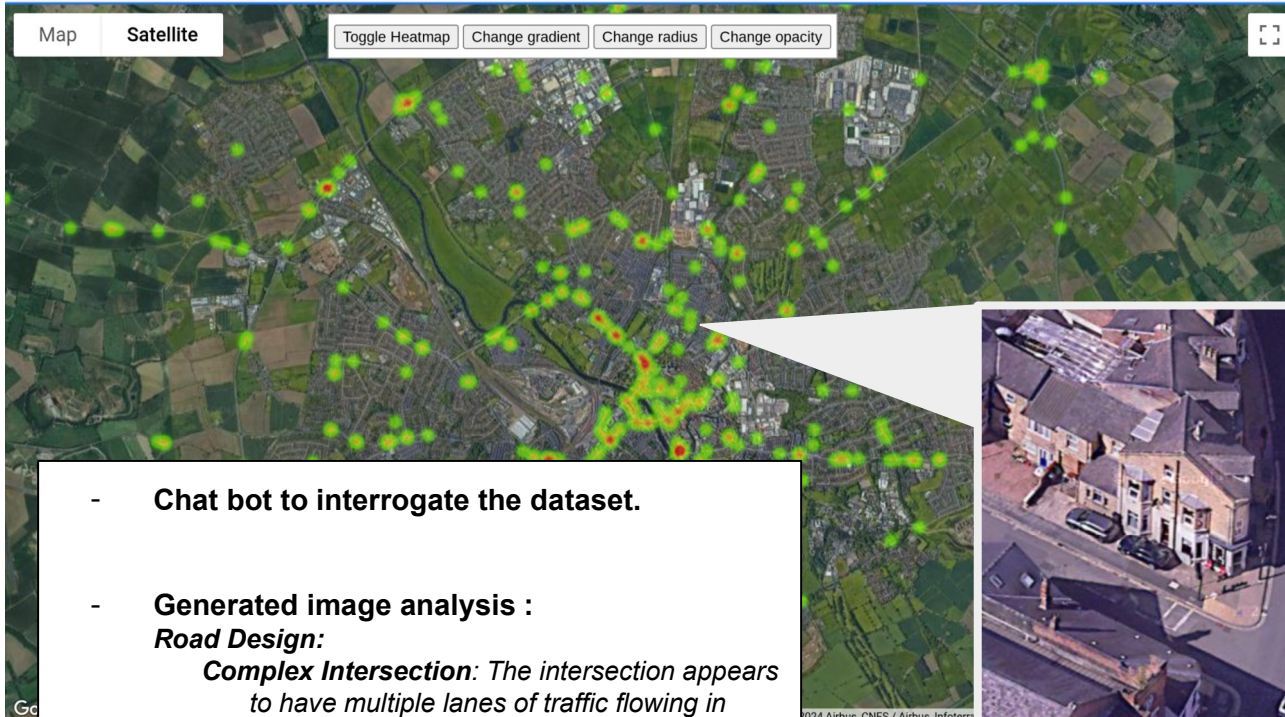 Map Satellite Toggle Heatmap Change gradient Change radius Change opacity
- Chat bot to interrogate the dataset.
- Generated image analysis :
Road Design:
Complex Intersection: The intersection appears
to have multiple lanes of traffic flowing in
2024 Airbus, CNES / Airbus, Infoterra